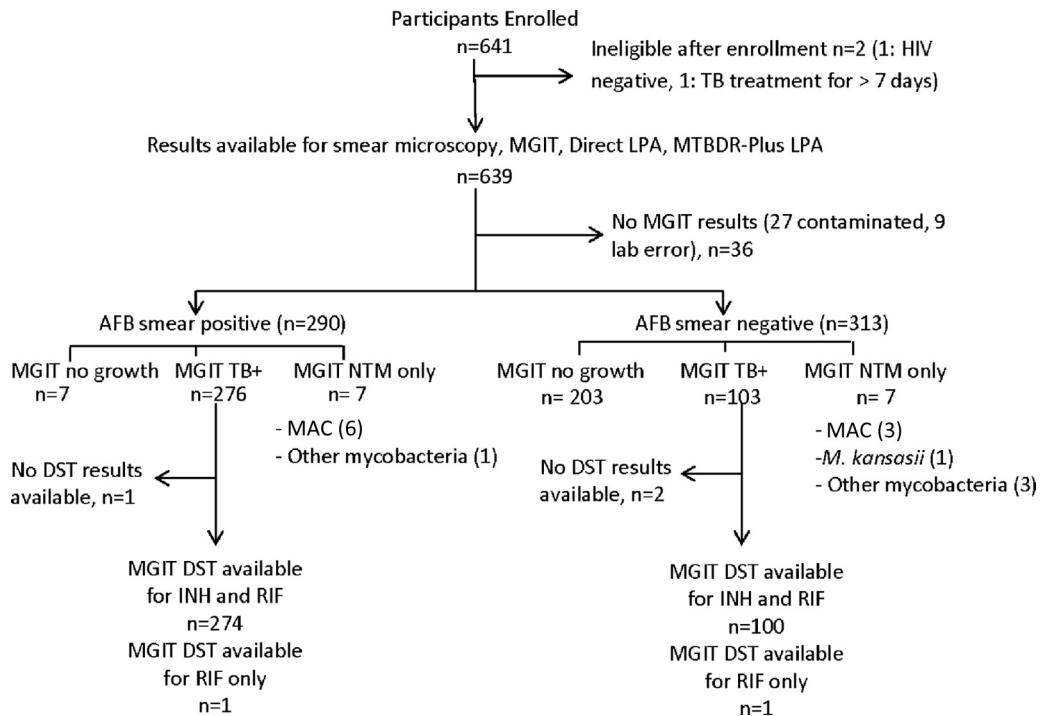 Participants Enrolled
n=641
Ineligible after enrollment n=2 (1: HIV
negative, 1: TB treatment for > 7 days)
Results available for smear microscopy, MGIT, Direct LPA, MTBDR-Plus LPA
n=639
No MGIT results (27 contaminated, 9
lab error), n=36
AFB smear positive (n=290)
MGIT no growth
n=7
MGIT TB+
n=276
MGIT NTM only
n= 7
- MAC (6)
- Other mycobacteria (1)
No DST results
available, n=1
MGIT DST available
for INH and RIF
n=274
MGIT DST available
for RIF only
n=1
AFB smear negative (n=313)
MGIT no growth
n= 203
MGIT TB+
n=103
MGIT NTM only
n= 7
- MAC (3)
-M. kansasii (1)
- Other mycobacteria (3)
No DST results
available, n=2
MGIT DST available
for INH and RIF
n=100
MGIT DST available
for RIF only
n=1